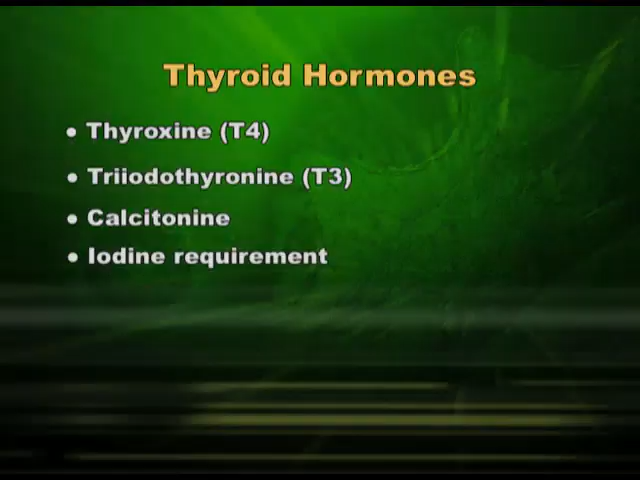 Thyroid Hormones
• Thyroxine (T4)
• Triiodothyronine (T3)
• Calcitonine
• Iodine requirement